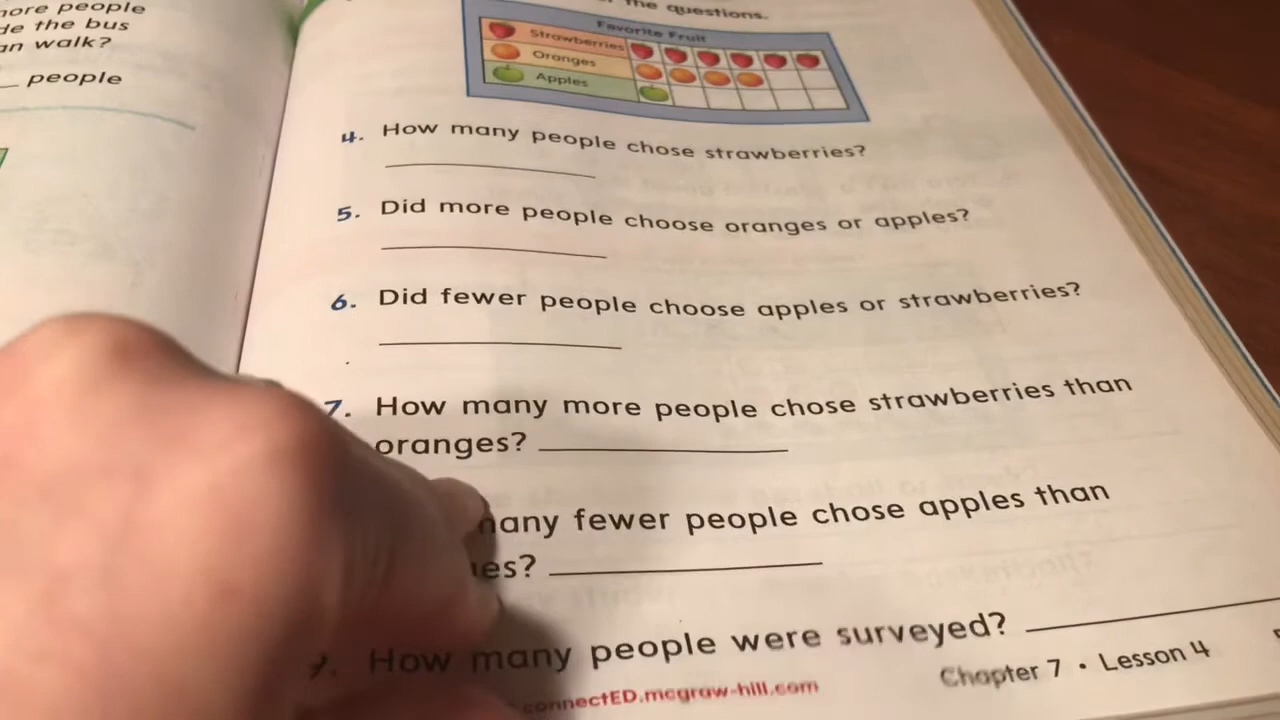 more people
de the bus
an walk?
people
the questions.
Favorite Fruit
Strawberries
Oranges
Apples
4. How many people chose strawberries?
5. Did more people choose oranges or apples?
6. Did fewer people choose apples or strawberries?
7. How many more people chose strawberries than
oranges?
many fewer people chose apples than
es?
9. How many people were surveyed?
connectED.mcgraw-hill.com
Chapter 7 • Lesson 4